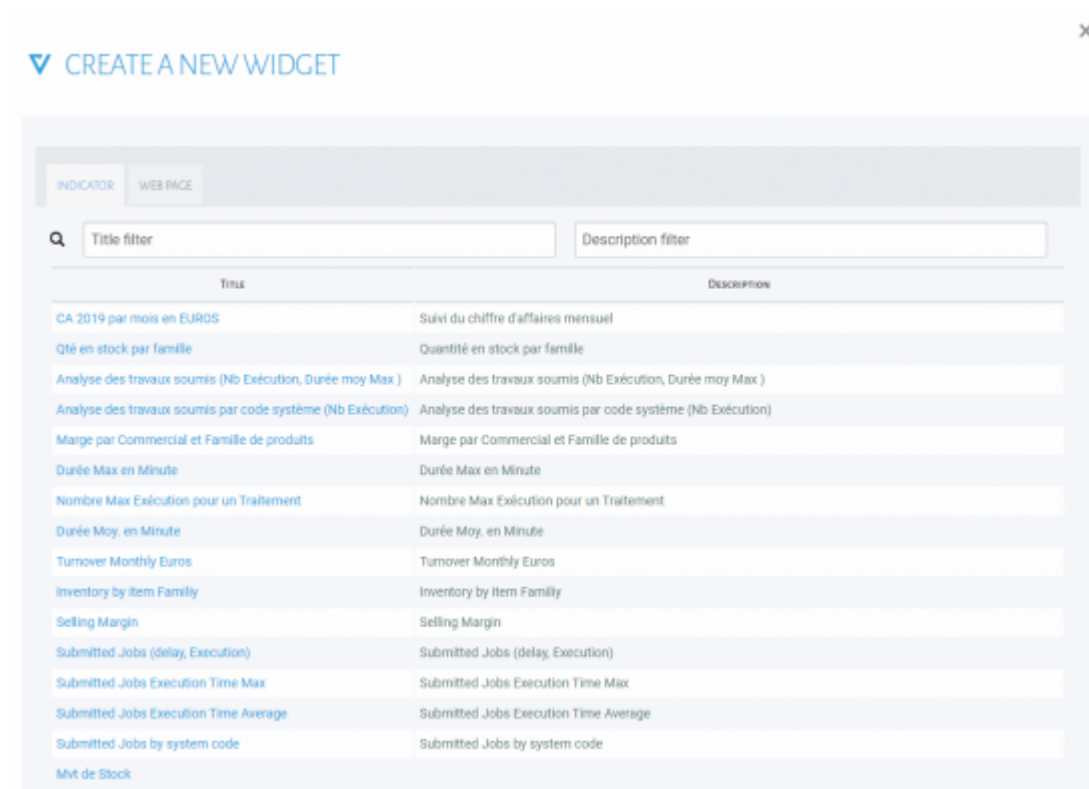 CREATE A NEW WIDGET
INDICATOR WEB PAGE
Title filter Description filter
TITLE DESCRIPTION
CA 2019 par mois en EUROS Suivi du chiffre d'affaires mensuel
Qté en stock par famille Quantité en stock par famille
Analyse des travaux soumis (Nb Exécution, Durée moy Max ) Analyse des travaux soumis (Nb Exécution, Durée moy Max )
Analyse des travaux soumis par code système (Nb Exécution) Analyse des travaux soumis par code système (Nb Exécution)
Marge par Commercial et Famille de produits Marge par Commercial et Famille de produits
Durée Max en Minute Durée Max en Minute
Nombre Max Exécution pour un Traitement Nombre Max Exécution pour un Traitement
Durée Moy. en Minute Durée Moy. en Minute
Turnover Monthly Euros Turnover Monthly Euros
Inventory by item Familiy Inventory by item Familiy
Selling Margin Selling Margin
Submitted Jobs (delay, Execution) Submitted Jobs (delay, Execution)
Submitted Jobs Execution Time Max Submitted Jobs Execution Time Max
Submitted Jobs Execution Time Average Submitted Jobs Execution Time Average
Submitted Jobs by system code Submitted Jobs by system code
Mvt de Stock